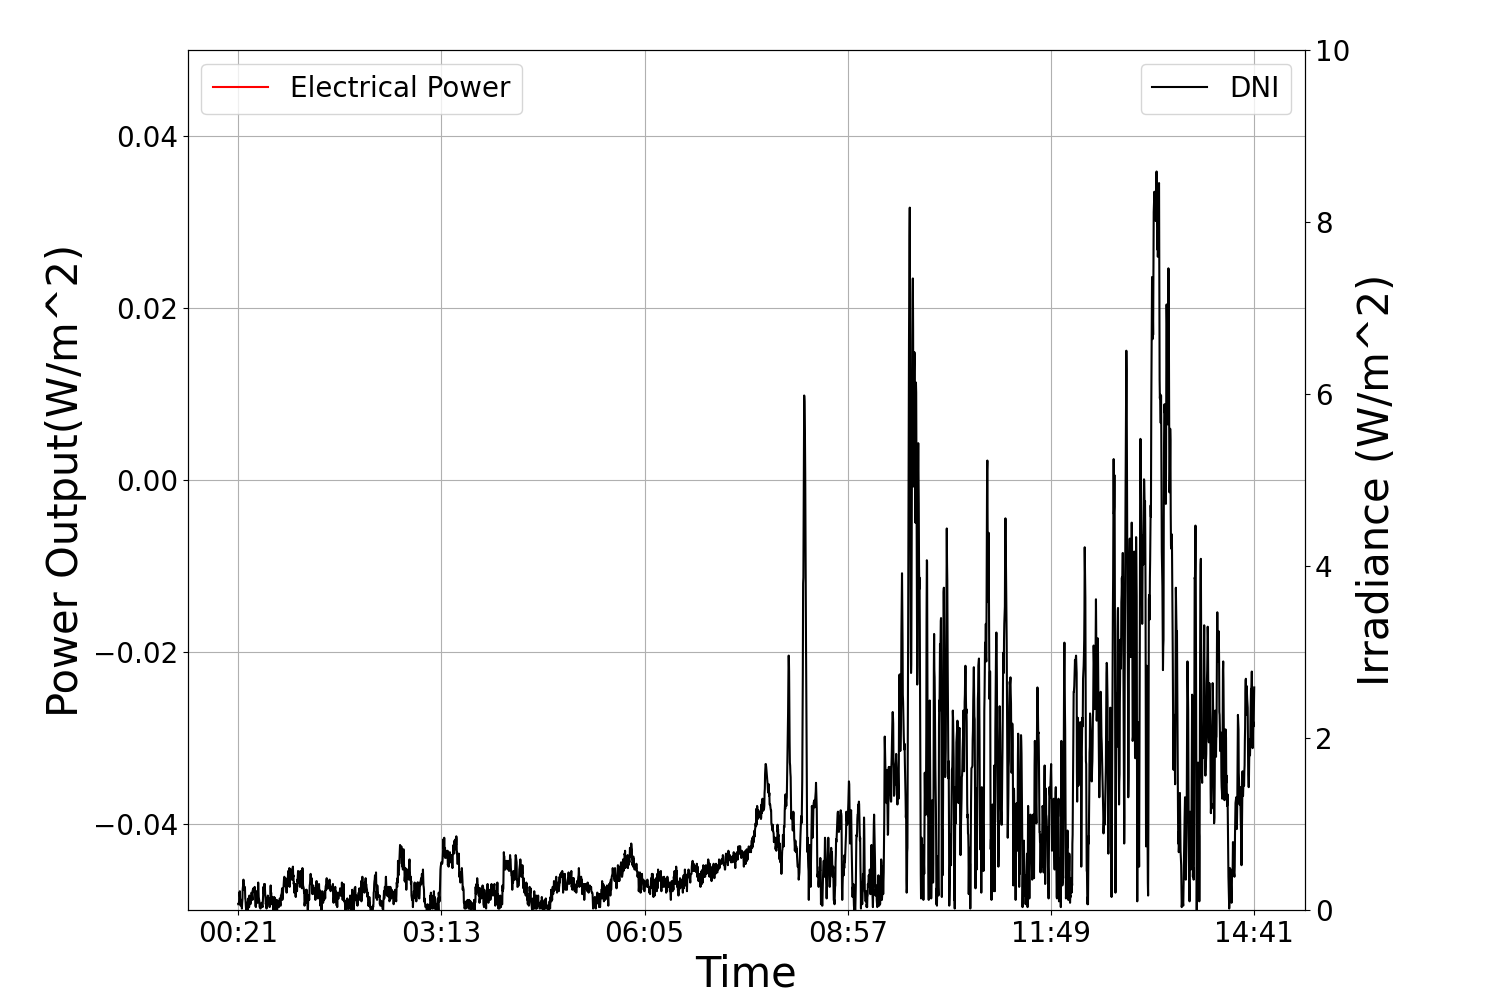 Electrical Power
DNI
0.04
0.02
0.00
−0.02
−0.04
Power Output(W/m^2)
10
8
6
4
2
0
Irradiance (W/m^2)
00:21 03:13 06:05 08:57 11:49 14:41
Time